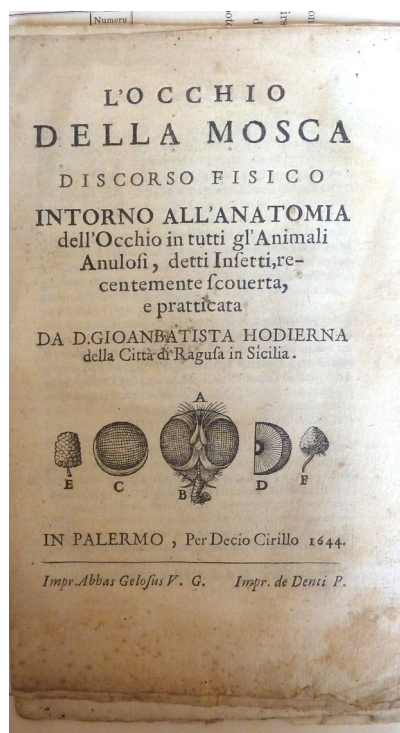 Numero
L'OCCHIO
DELLA MOSCA
DISCORSO FISICO
INTORNO ALL'ANATOMIA
dell'Occhio in tutti gl'Animali
Anulosi, detti Inſetti, re-
centemente ſcouerta,
e pratticata
DA D. GIOANBATISTA HODIERNA
della Città di Raguſa in Sicilia.
A
E C B D F
IN PALERMO, Per Decio Cirillo 1644.
Impr. Abbas Geloſus V. G. Impr. de Denti P.